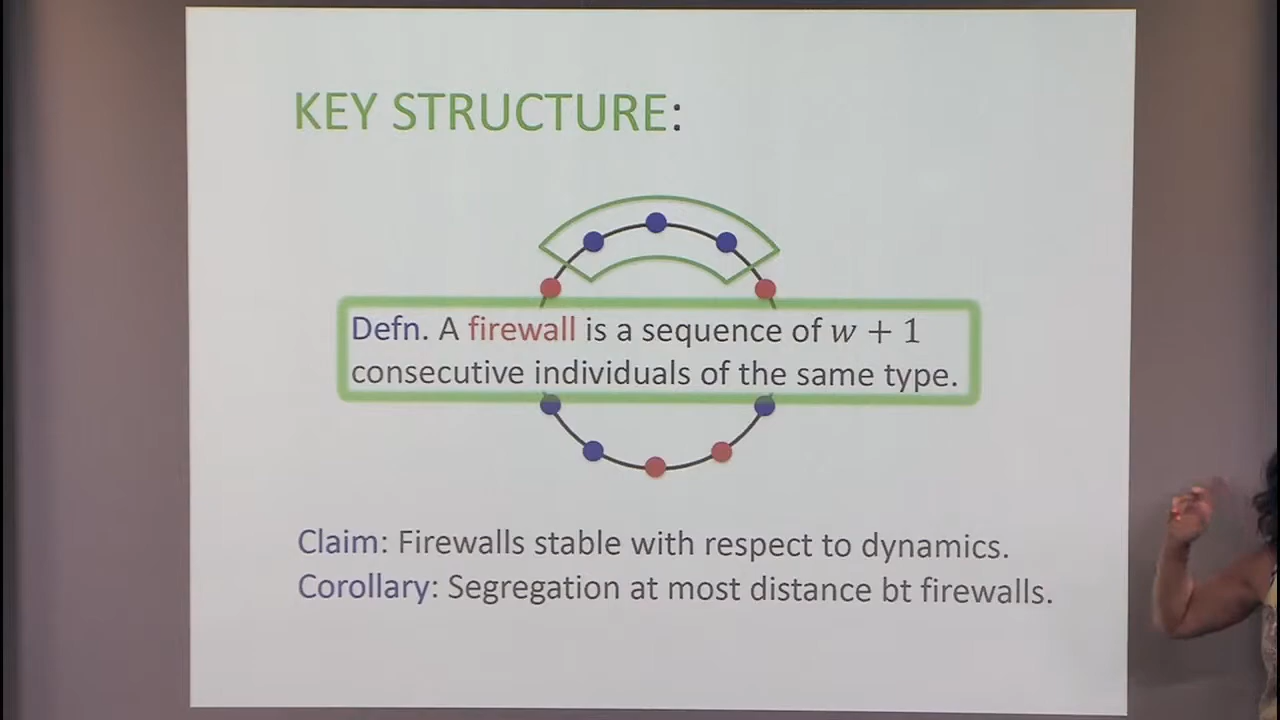 KEY STRUCTURE:
Defn. A firewall is a sequence of w + 1
consecutive individuals of the same type.
Claim: Firewalls stable with respect to dynamics.
Corollary: Segregation at most distance bt firewalls.